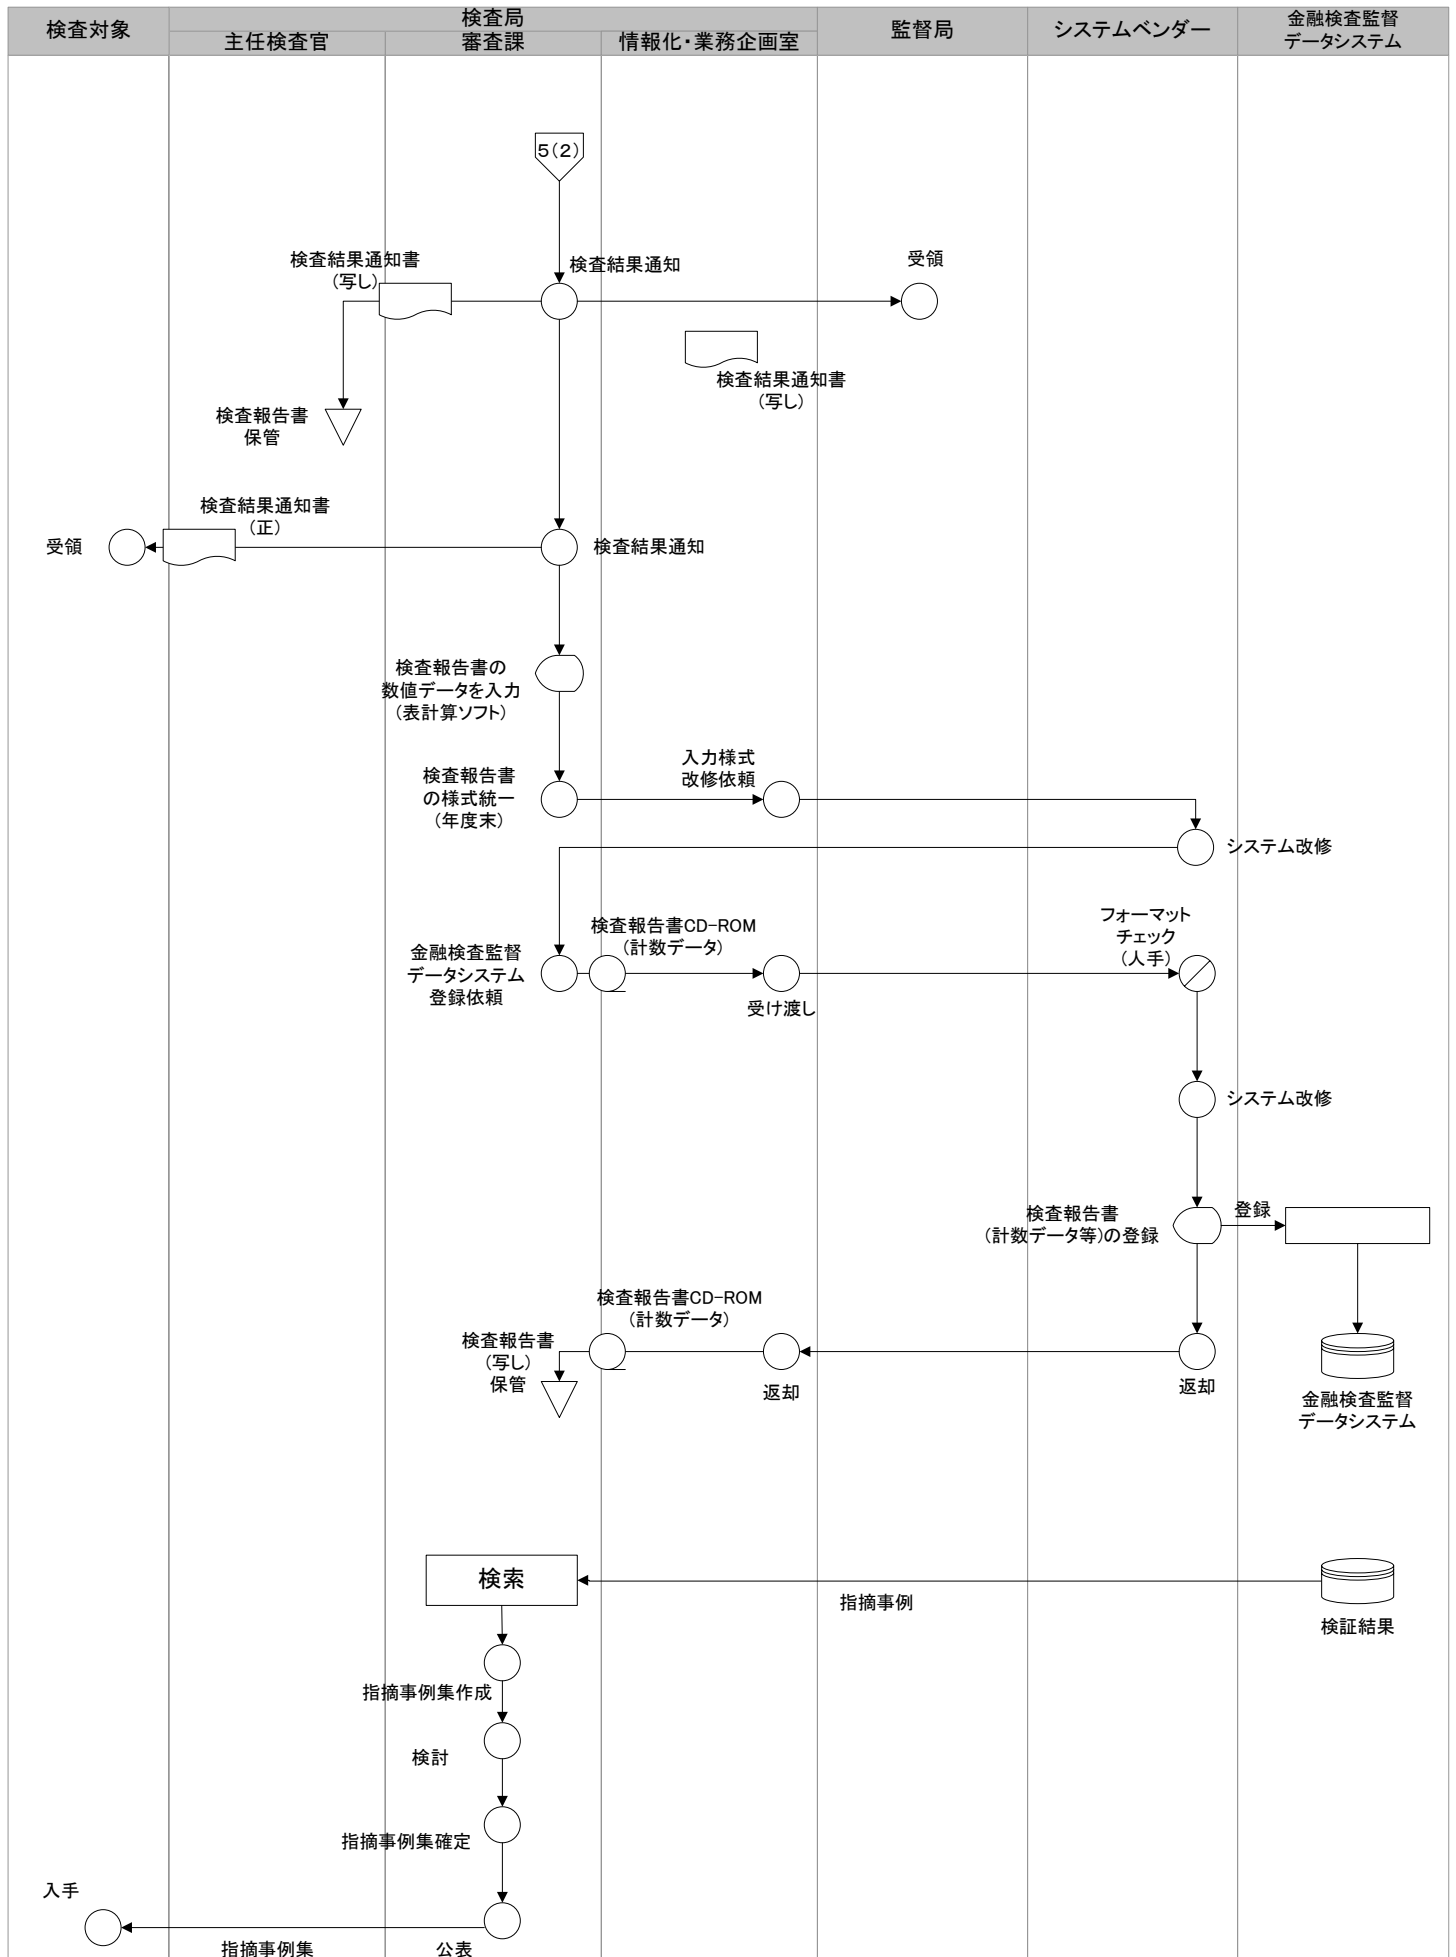 検査対象
検査局
主任検査官
審査課
情報化・業務企画室
監督局
システムベンダー
金融検査監督
データシステム
5(2)
検査結果通知書
(写し)
検査結果通知
受領
検査結果通知書
(写し)
検査報告書
保管
検査結果通知書
(正)
受領
検査結果通知
検査報告書の
数値データを入力
(表計算ソフト)
検査報告書
の様式統一
(年度末)
入力様式
改修依頼
システム改修
金融検査監督
データシステム
登録依頼
検査報告書CD-ROM
(計数データ)
受け渡し
フォーマット
チェック
(人手)
システム改修
検査報告書
(計数データ等)の登録
登録
検査報告書CD-ROM
(計数データ)
検査報告書
(写し)
保管
返却
返却
金融検査監督
データシステム
検索
指摘事例
検証結果
指摘事例集作成
検討
指摘事例集確定
入手
指摘事例集
公表